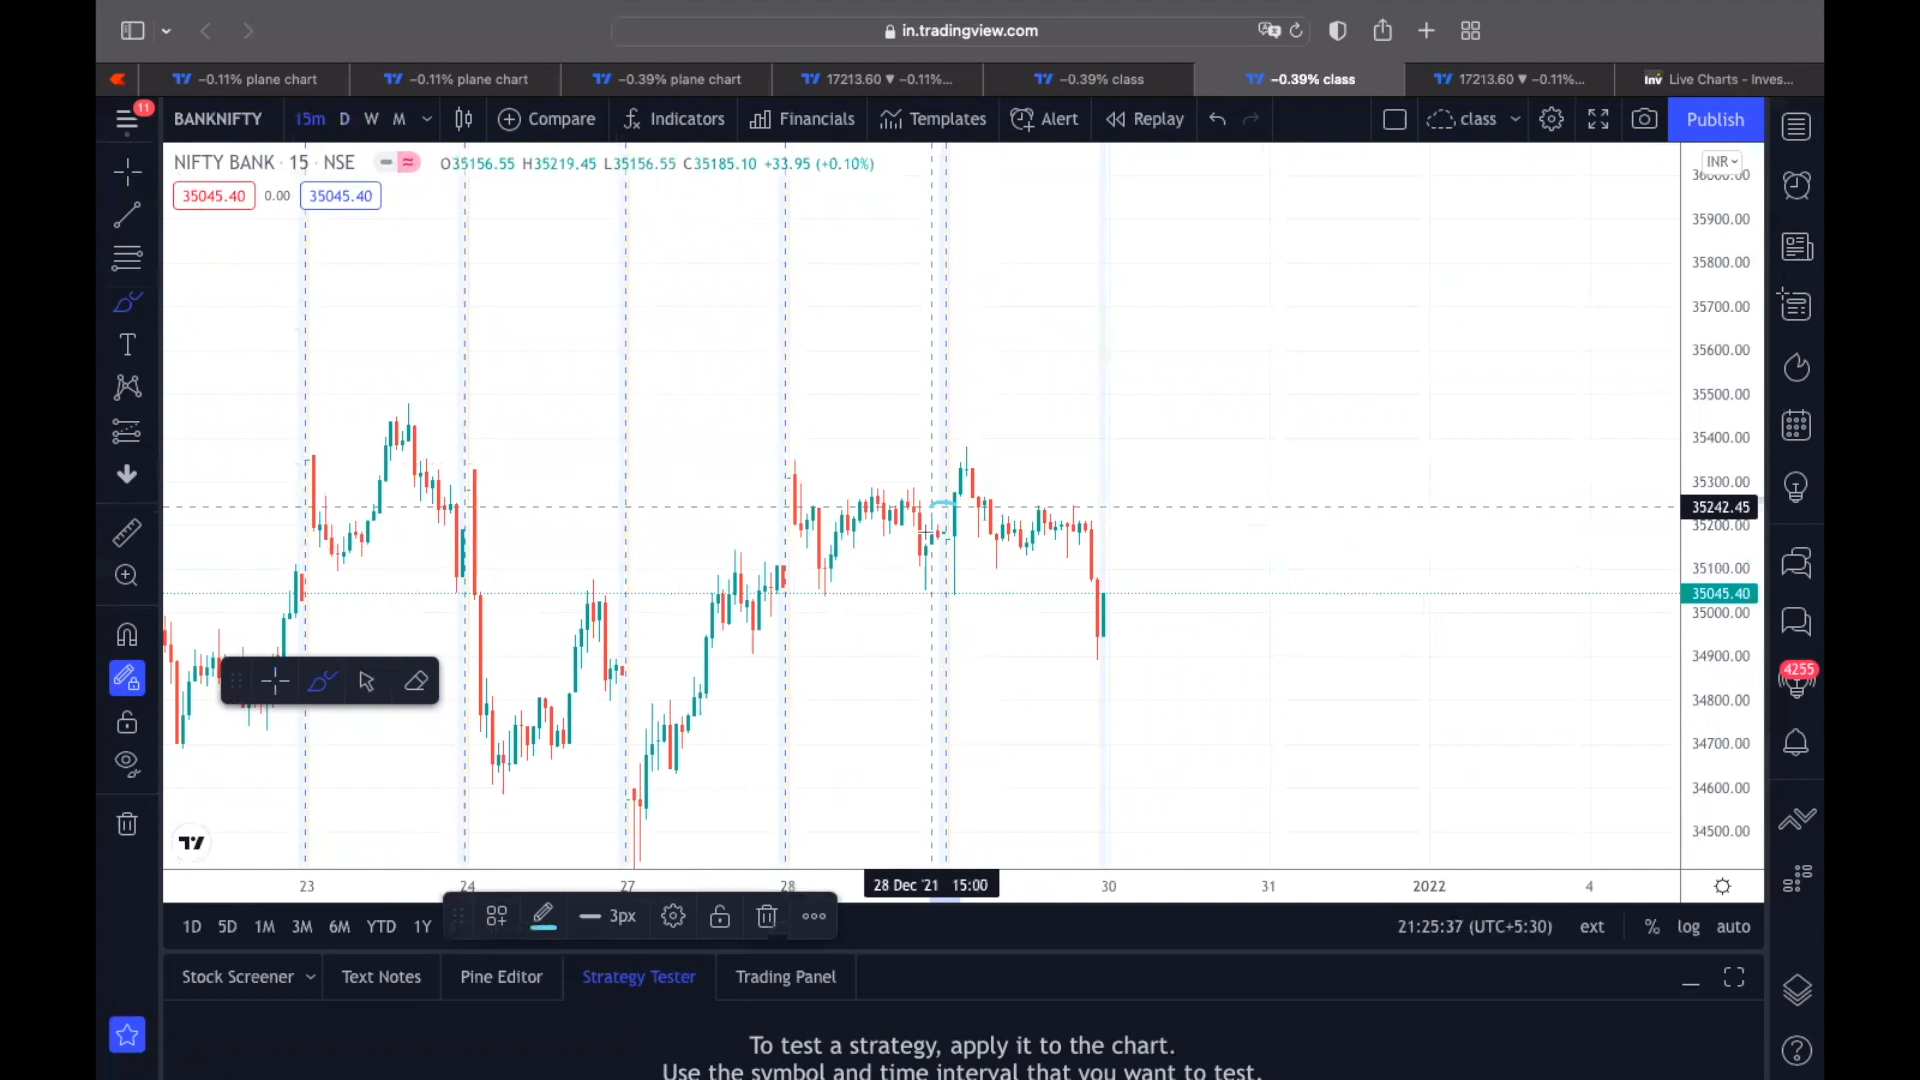 in.tradingview.com
−0.11% plane chart
−0.11% plane chart
−0.39% plane chart
17213.60 ▼ −0.11%...
−0.39% class
−0.39% class
17213.60 ▼ −0.11%...
Inv Live Charts - Inves...
11
BANKNIFTY 15m D W M Compare Indicators Financials Templates Alert Replay class Publish
NIFTY BANK · 15 · NSE O35156.55 H35219.45 L35156.55 C35185.10 +33.95 (+0.10%)
INR
35045.40 0.00 35045.40
35900.00
35800.00
35700.00
35600.00
35500.00
35400.00
35300.00
35242.45
35200.00
35100.00
35045.40
35000.00
34900.00
4255
34800.00
34700.00
34600.00
34500.00
23 24 27 28 28 Dec '21 15:00 30 31 2022 4
3px
1D 5D 1M 3M 6M YTD 1Y 21:25:37 (UTC+5:30) ext % log auto
Stock Screener Text Notes Pine Editor Strategy Tester Trading Panel
To test a strategy, apply it to the chart.
Use the symbol and time interval that you want to test.